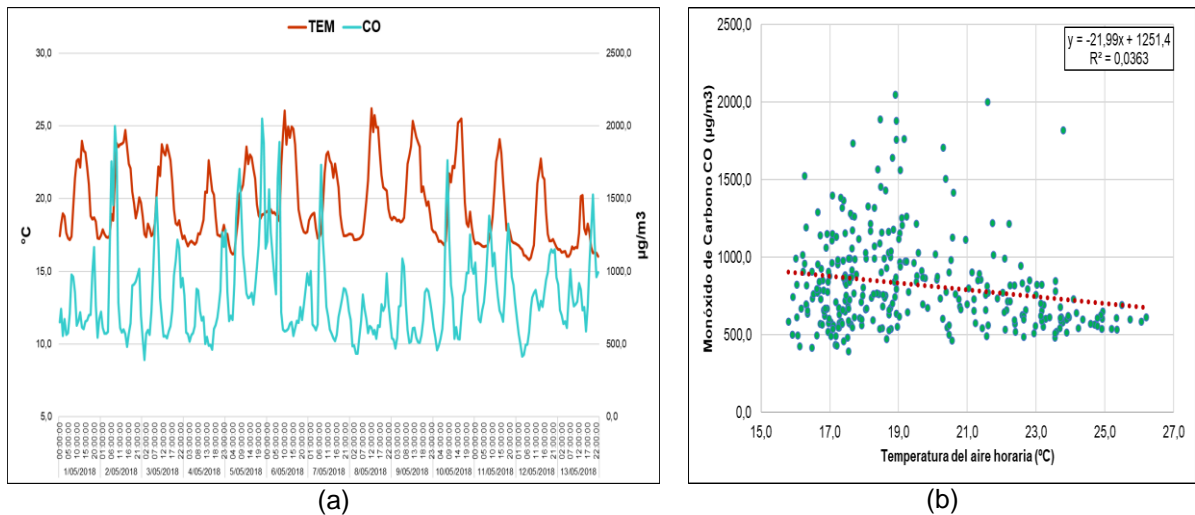 TEM CO
30,0
25,0
20,0
15,0
10,0
5,0
°C
2500,0
2000,0
1500,0
1000,0
500,0
0,0
µg/m3
1/05/2018 2/05/2018 3/05/2018 4/05/2018 5/05/2018 6/05/2018 7/05/2018 8/05/2018 9/05/2018 10/05/2018 11/05/2018 12/05/2018 13/05/2018
(a)
y = -21,99x + 1251,4
R² = 0,0363
Monóxido de Carbono CO (µg/m3)
2500,0
2000,0
1500,0
1000,0
500,0
0,0
15,0 17,0 19,0 21,0 23,0 25,0 27,0
Temperatura del aire horaria (ºC)
(b)